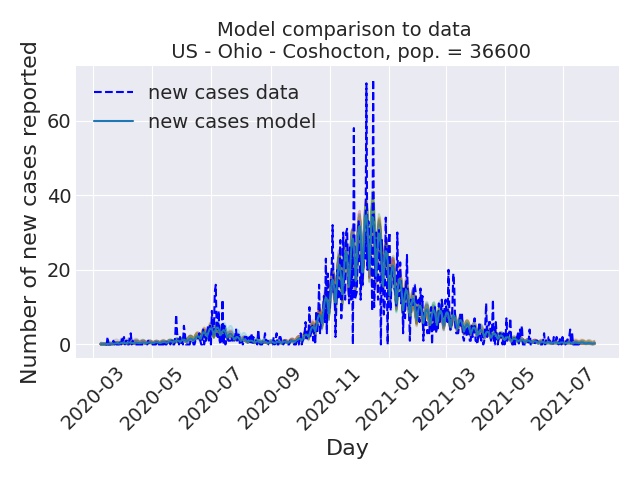 Model comparison to data
US - Ohio - Coshocton, pop. = 36600
Number of new cases reported
new cases data
new cases model
60
40
20
0
2020-03
2020-05
2020-07
2020-09
2020-11
2021-01
2021-03
2021-05
2021-07
Day